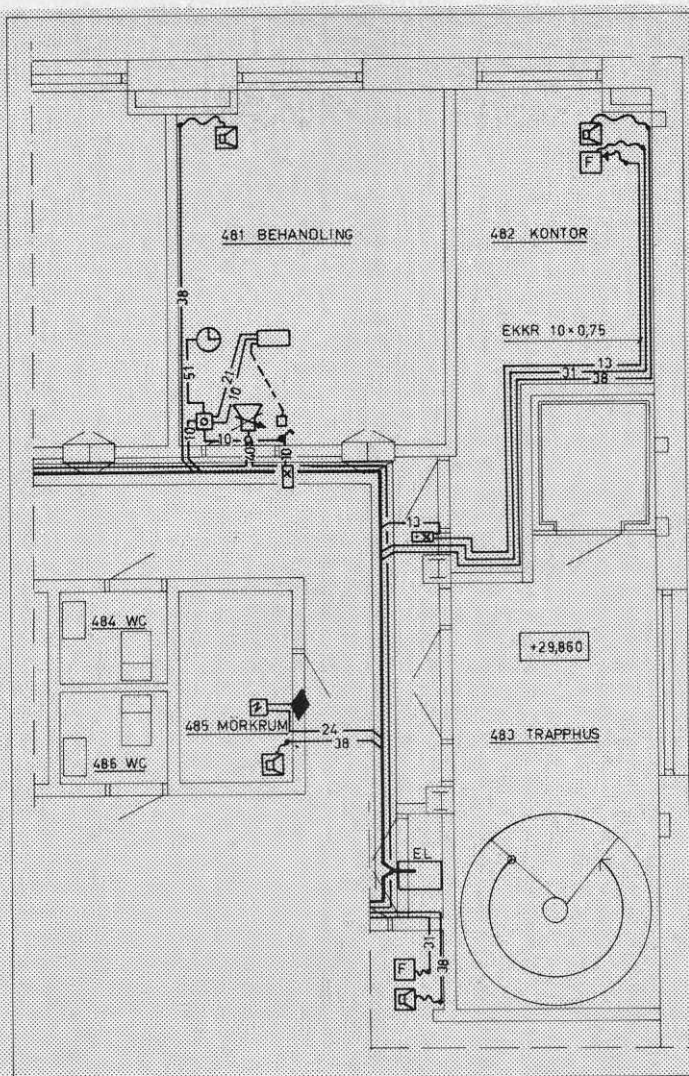 F
481 BEHANDLING
482 KONTOR
38
EKKR 10×0,75
51
21
10
13
31
38
10
10
40
10
13
484 WC
+29,860
485 MÖRKRUM
24
38
483 TRAPPHUS
486 WC
EL
31
38
F